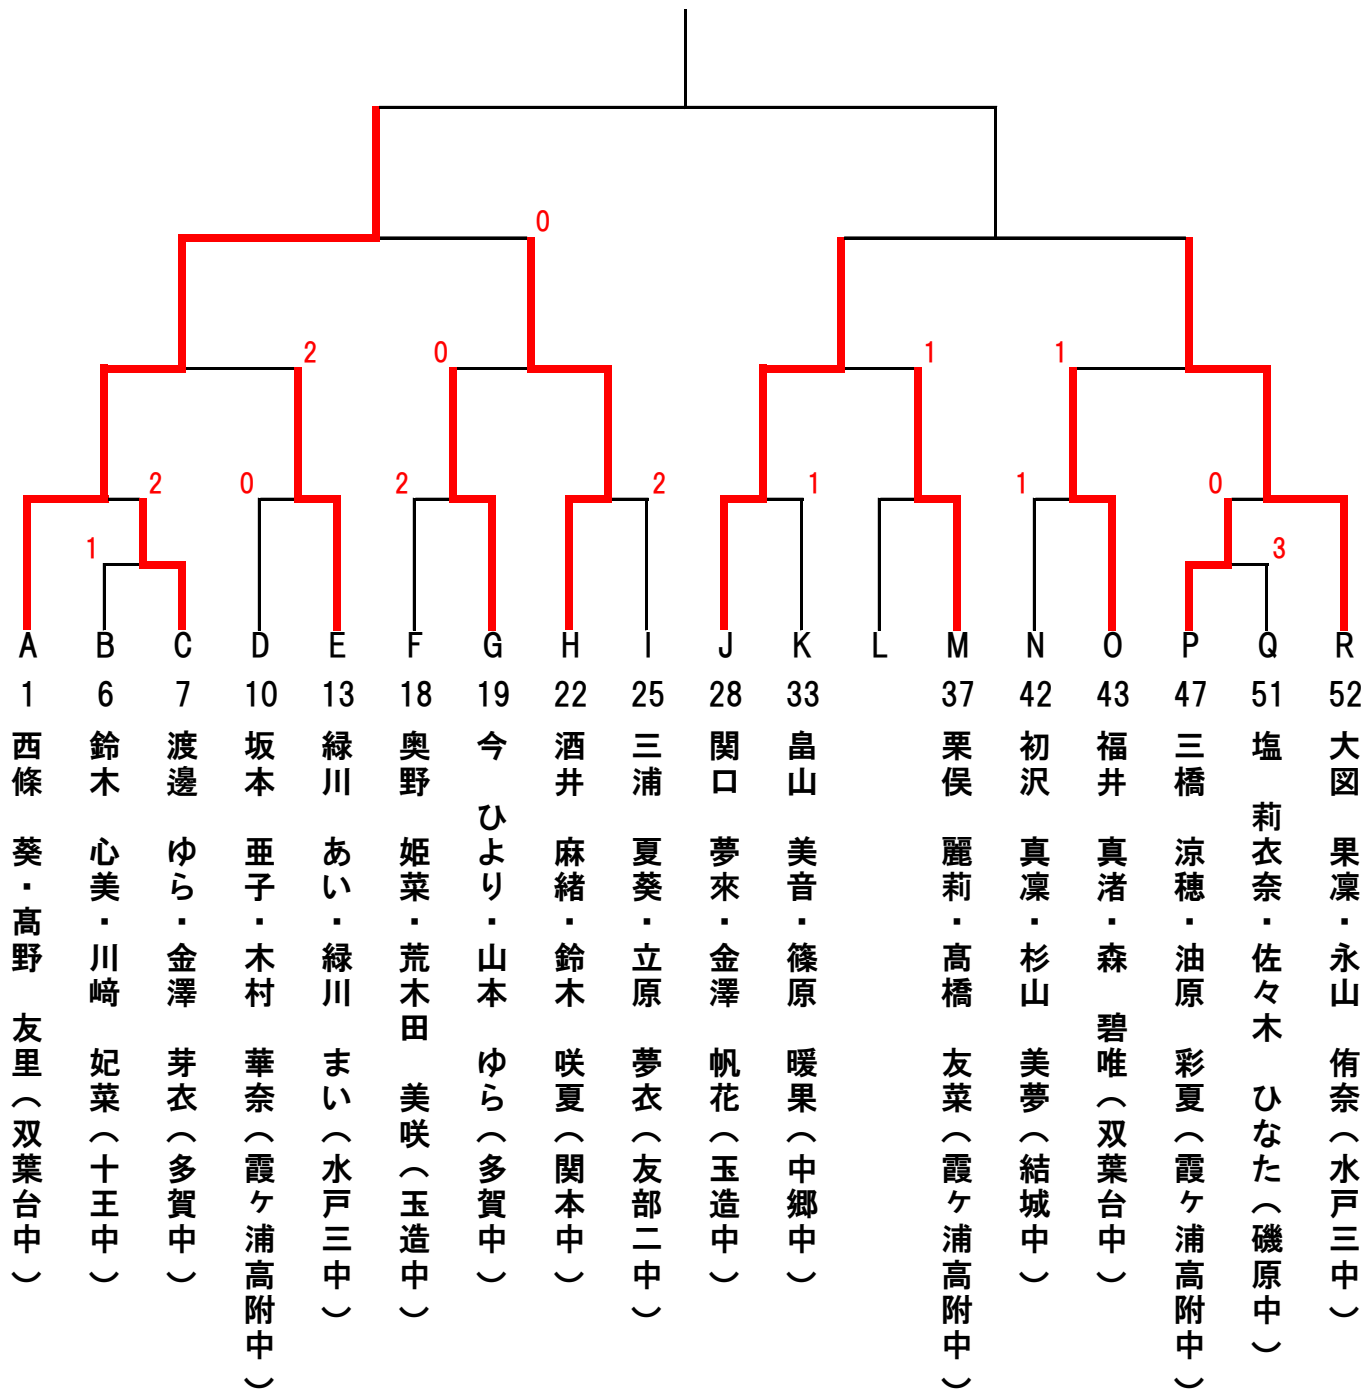 0
2
0
1
1
2
0
2
2
1
1
0
1
3
A B C D E F G H I J K L M N O P Q R
1 6 7 10 13 18 19 22 25 28 33 37 42 43 47 51 52
西條 葵・髙野 友里（双葉台中）
鈴木 心美・川﨑 妃菜（十王中）
渡邊 ゆら・金澤 芽衣（多賀中）
坂本 亜子・木村 華奈（霞ケ浦高附中）
緑川 あい・緑川 まい（水戸三中）
奥野 姫菜・荒木田 美咲（玉造中）
今 ひより・山本 ゆら（多賀中）
酒井 麻緒・鈴木 咲夏（関本中）
三浦 夏葵・立原 夢衣（友部二中）
関口 夢來・金澤 帆花（玉造中）
畠山 美音・篠原 暖果（中郷中）
栗俣 麗莉・髙橋 友菜（霞ケ浦高附中）
初沢 真凜・杉山 美夢（結城中）
福井 真渚・森 碧唯（双葉台中）
三橋 涼穂・油原 彩夏（霞ケ浦高附中）
塩 莉衣奈・佐々木 ひなた（磯原中）
大図 果凜・永山 侑奈（水戸三中）